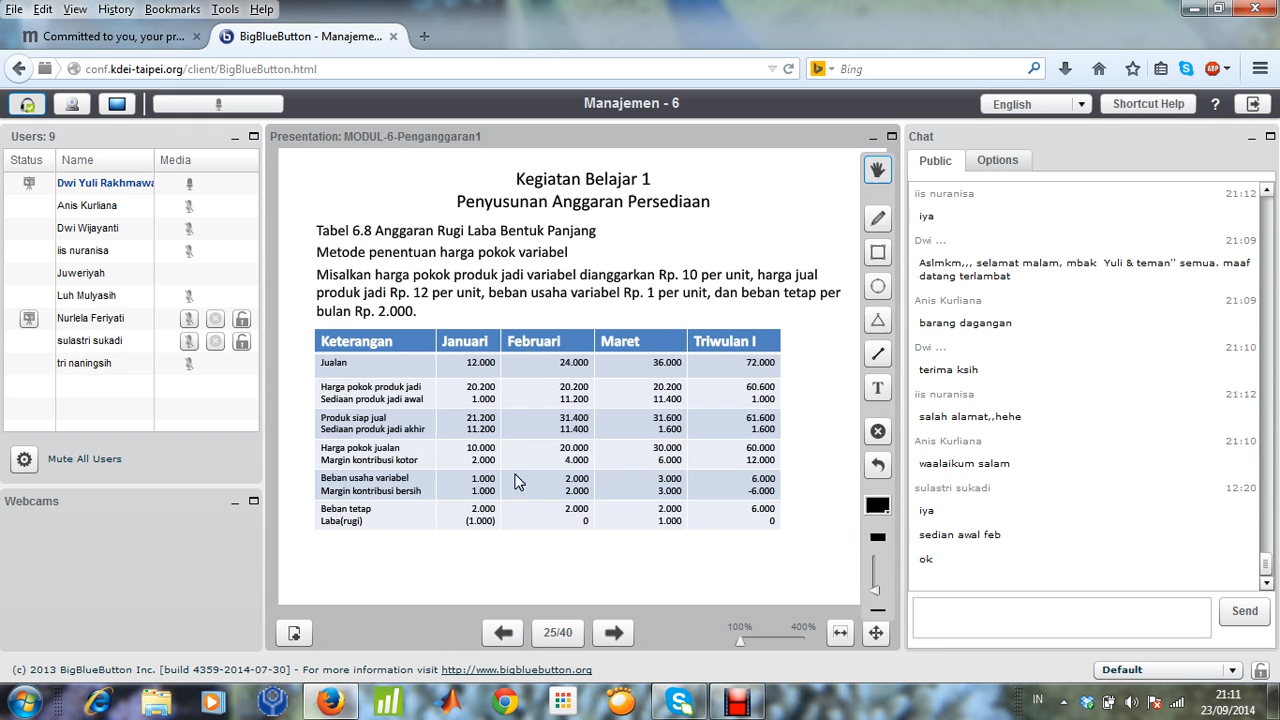 File Edit View History Bookmarks Tools Help
Committed to you, your pr... ×
BigBlueButton - Manajeme... ×
conf.kdei-taipei.org/client/BigBlueButton.html
Bing
ABP
Manajemen - 6
English
Shortcut Help
?
Users: 9
Status Name Media
Dwi Yuli Rakhmawa
Anis Kurliana
Dwi Wijayanti
iis nuranisa
Juweriyah
Luh Mulyasih
Nurlela Feriyati
sulastri sukadi
tri naningsih
Mute All Users
Webcams
Presentation: MODUL-6-Penganggaran1
Kegiatan Belajar 1
Penyusunan Anggaran Persediaan
Tabel 6.8 Anggaran Rugi Laba Bentuk Panjang
Metode penentuan harga pokok variabel
Misalkan harga pokok produk jadi variabel dianggarkan Rp. 10 per unit, harga jual
produk jadi Rp. 12 per unit, beban usaha variabel Rp. 1 per unit, dan beban tetap per
bulan Rp. 2.000.
Keterangan Januari Februari Maret Triwulan I
Jualan 12.000 24.000 36.000 72.000
Harga pokok produk jadi 20.200 20.200 20.200 60.600
Sediaan produk jadi awal 1.000 11.200 11.400 1.000
Produk siap jual 21.200 31.400 31.600 61.600
Sediaan produk jadi akhir 11.200 11.400 1.600 1.600
Harga pokok jualan 10.000 20.000 30.000 60.000
Margin kontribusi kotor 2.000 4.000 6.000 12.000
Beban usaha variabel 1.000 2.000 3.000 6.000
Margin kontribusi bersih 1.000 2.000 3.000 -6.000
Beban tetap 2.000 2.000 2.000 6.000
Laba(rugi) (1.000) 0 1.000 0
T
25/40
100% 400%
Chat
Public Options
iis nuranisa 21:12
iya
Dwi ... 21:09
Aslmkm,,, selamat malam, mbak Yuli & teman" semua. maaf
datang terlambat
Anis Kurliana 21:09
barang dagangan
Dwi ... 21:10
terima ksih
iis nuranisa 21:12
salah alamat,,hehe
Anis Kurliana 21:10
waalaikum salam
sulastri sukadi 12:20
iya
sedian awal feb
ok
Send
(c) 2013 BigBlueButton Inc. [build 4359-2014-07-30] - For more information visit http://www.bigbluebutton.org
Default
IN
21:11
23/09/2014